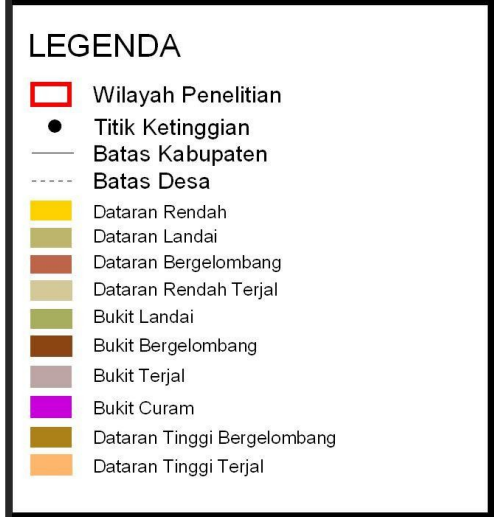 LEGENDA
Wilayah Penelitian
Titik Ketinggian
Batas Kabupaten
Batas Desa
Dataran Rendah
Dataran Landai
Dataran Bergelombang
Dataran Rendah Terjal
Bukit Landai
Bukit Bergelombang
Bukit Terjal
Bukit Curam
Dataran Tinggi Bergelombang
Dataran Tinggi Terjal